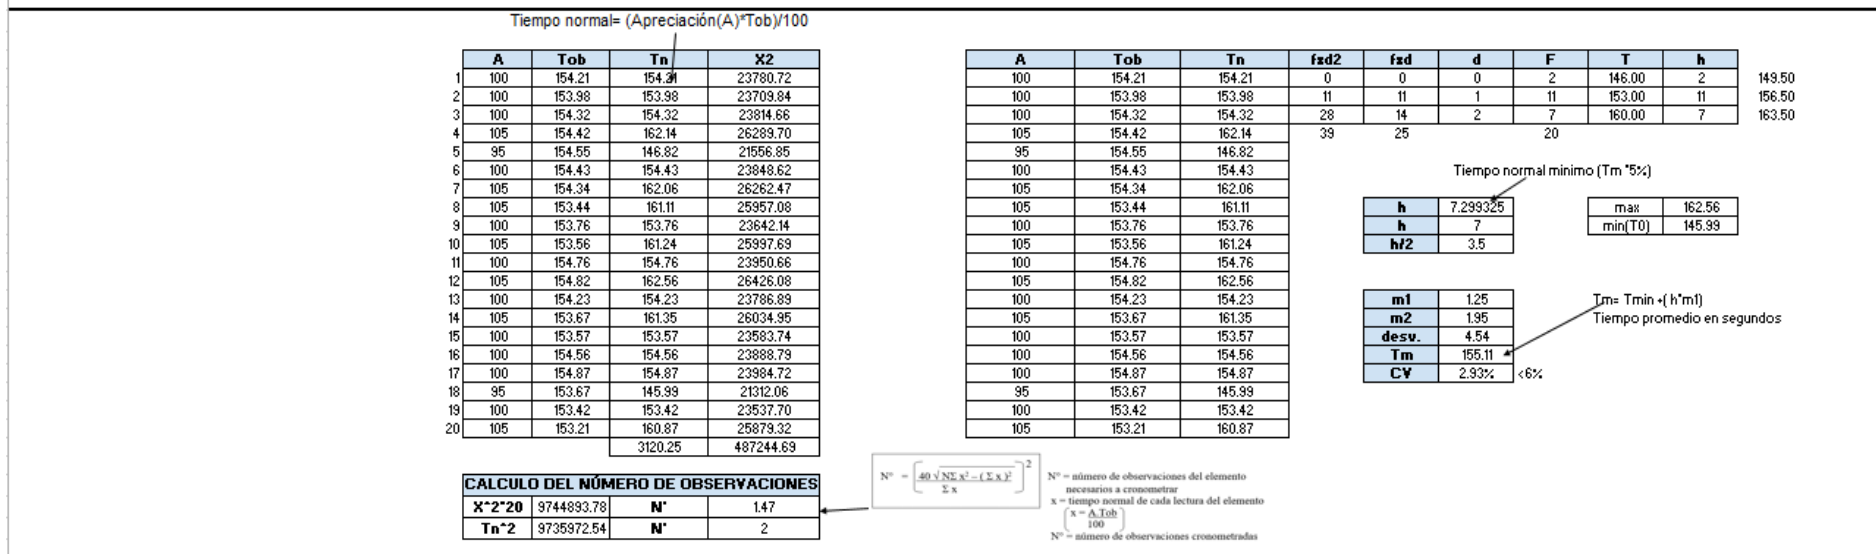 Tiempo normal= (Apreciación(A)*Tob)/100
A Tob Tn X2
1 100 154.21 154.21 23780.72
2 100 153.98 153.98 23709.84
3 100 154.32 154.32 23814.66
4 105 154.42 162.14 26289.70
5 95 154.55 146.82 21556.85
6 100 154.43 154.43 23848.62
7 105 154.34 162.06 26262.47
8 105 153.44 161.11 25957.08
9 100 153.76 153.76 23642.14
10 105 153.56 161.24 25997.69
11 100 154.76 154.76 23950.66
12 105 154.82 162.56 26426.08
13 100 154.23 154.23 23786.89
14 105 153.67 161.35 26034.95
15 100 153.57 153.57 23583.74
16 100 154.56 154.56 23888.79
17 100 154.87 154.87 23984.72
18 95 153.67 145.99 21312.06
19 100 153.42 153.42 23537.70
20 105 153.21 160.87 25879.32
3120.25 487244.69
CALCULO DEL NÚMERO DE OBSERVACIONES
X^2*20 9744893.78 N° 1.47
Tn^2 9735972.54 N° 2
N° = ( 40 √ NΣ x² – ( Σ x )² / Σ x )²
N° = número de observaciones del elemento
necesarios a cronometrar
x = tiempo normal de cada lectura del elemento
( x = A.Tob / 100 )
N° = número de observaciones cronometradas
A Tob Tn fxd2 fxd d F T h
100 154.21 154.21 0 0 0 2 146.00 2 149.50
100 153.98 153.98 11 11 1 11 153.00 11 156.50
100 154.32 154.32 28 14 2 7 160.00 7 163.50
105 154.42 162.14 39 25 20
95 154.55 146.82
100 154.43 154.43
105 154.34 162.06
105 153.44 161.11
100 153.76 153.76
105 153.56 161.24
100 154.76 154.76
105 154.82 162.56
100 154.23 154.23
105 153.67 161.35
100 153.57 153.57
100 154.56 154.56
100 154.87 154.87
95 153.67 145.99
100 153.42 153.42
105 153.21 160.87
Tiempo normal minimo (Tm *5%)
h 7.299325
h 7
h/2 3.5
max 162.56
min(T0) 145.99
m1 1.25
m2 1.95
desv. 4.54
Tm 155.11
CV 2.93% <6%
Tm= Tmin +( h*m1)
Tiempo promedio en segundos